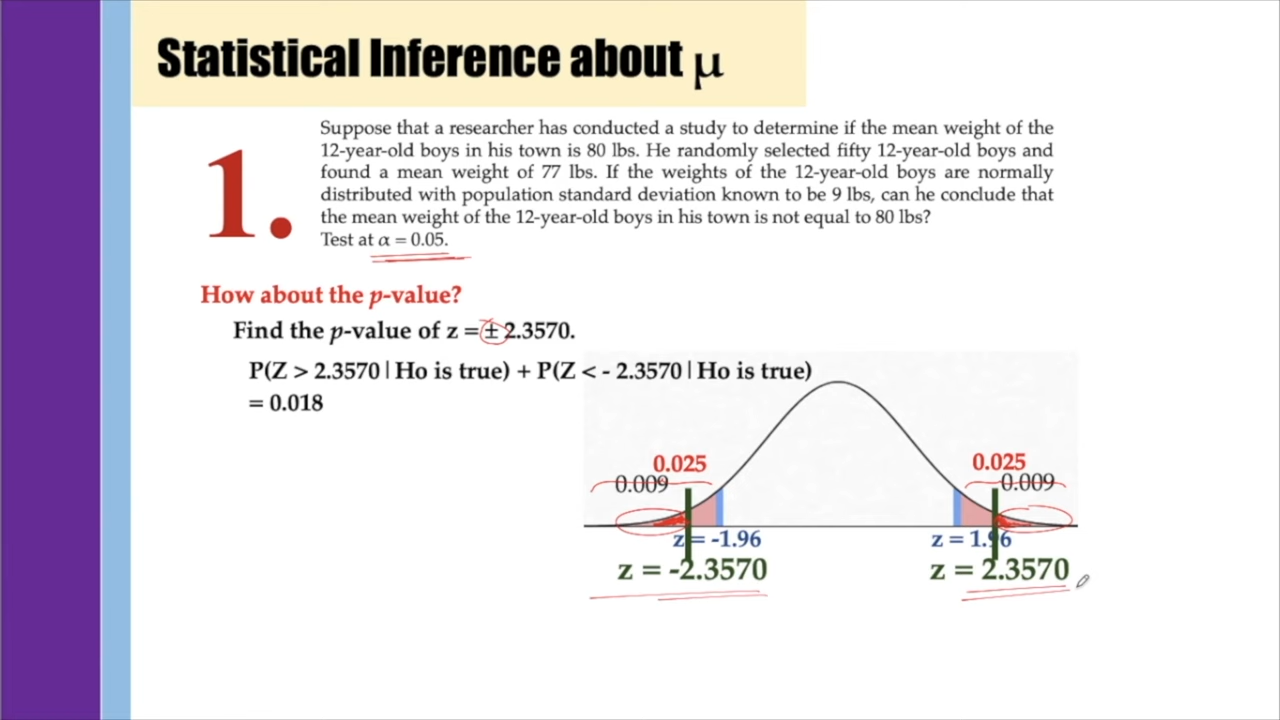 Statistical Inference about μ
1.
Suppose that a researcher has conducted a study to determine if the mean weight of the
12-year-old boys in his town is 80 lbs. He randomly selected fifty 12-year-old boys and
found a mean weight of 77 lbs. If the weights of the 12-year-old boys are normally
distributed with population standard deviation known to be 9 lbs, can he conclude that
the mean weight of the 12-year-old boys in his town is not equal to 80 lbs?
Test at α = 0.05.
How about the p-value?
Find the p-value of z = ± 2.3570.
P(Z > 2.3570 | Ho is true) + P(Z < - 2.3570 | Ho is true)
= 0.018
0.025
0.025
0.009
0.009
z = -1.96
z = 1.96
z = -2.3570
z = 2.3570